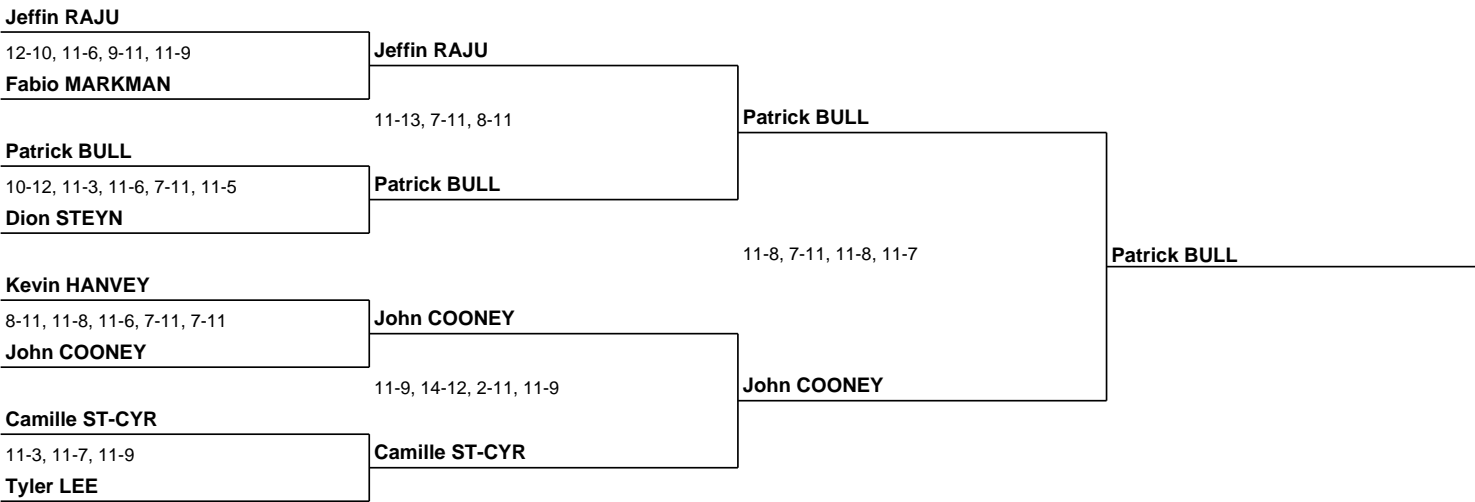 Jeffin RAJU
12-10, 11-6, 9-11, 11-9
Fabio MARKMAN
Patrick BULL
10-12, 11-3, 11-6, 7-11, 11-5
Dion STEYN
Kevin HANVEY
8-11, 11-8, 11-6, 7-11, 7-11
John COONEY
Camille ST-CYR
11-3, 11-7, 11-9
Tyler LEE
Jeffin RAJU
11-13, 7-11, 8-11
Patrick BULL
John COONEY
11-9, 14-12, 2-11, 11-9
Camille ST-CYR
Patrick BULL
11-8, 7-11, 11-8, 11-7
John COONEY
Patrick BULL